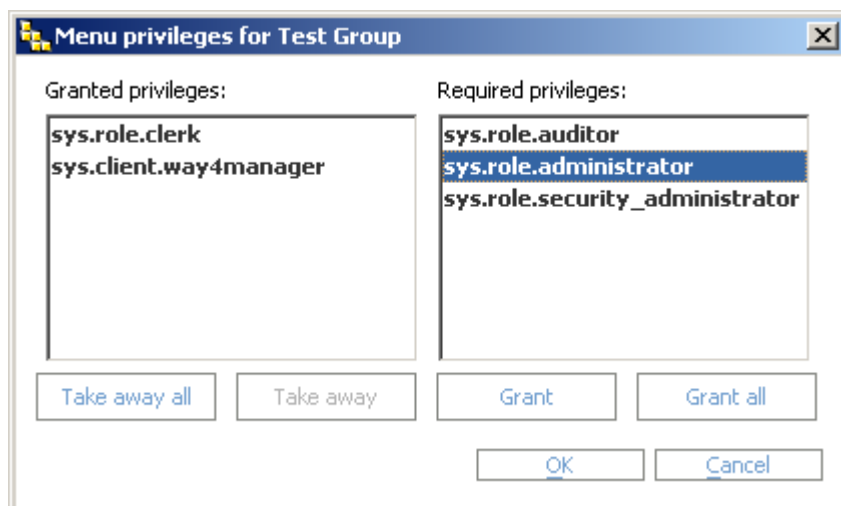 Menu privileges for Test Group
Granted privileges:
Required privileges:
sys.role.clerk
sys.client.way4manager
sys.role.auditor
sys.role.administrator
sys.role.security_administrator
Take away all
Take away
Grant
Grant all
OK
Cancel